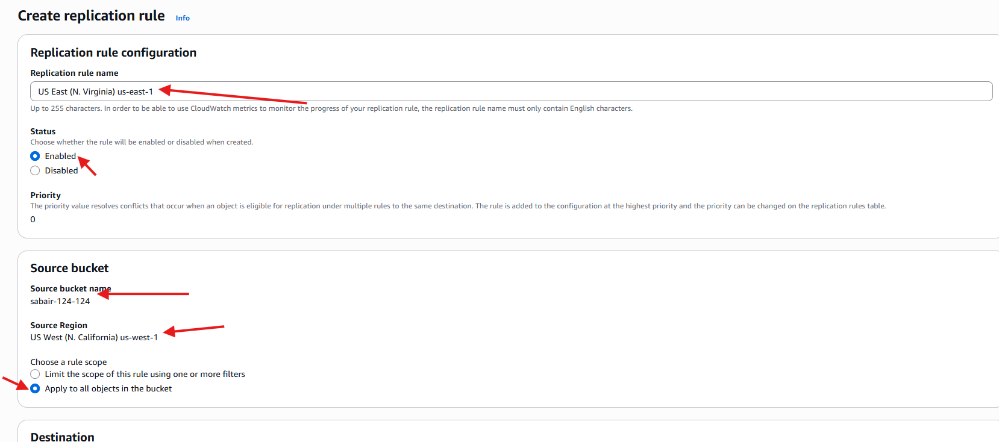 Create replication rule Info
Replication rule configuration
Replication rule name
US East (N. Virginia) us-east-1
Up to 255 characters. In order to be able to use CloudWatch metrics to monitor the progress of your replication rule, the replication rule name must only contain English characters.
Status
Choose whether the rule will be enabled or disabled when created.
Enabled
Disabled
Priority
The priority value resolves conflicts that occur when an object is eligible for replication under multiple rules to the same destination. The rule is added to the configuration at the highest priority and the priority can be changed on the replication rules table.
0
Source bucket
Source bucket name
sabair-124-124
Source Region
US West (N. California) us-west-1
Choose a rule scope
Limit the scope of this rule using one or more filters
Apply to all objects in the bucket
Destination